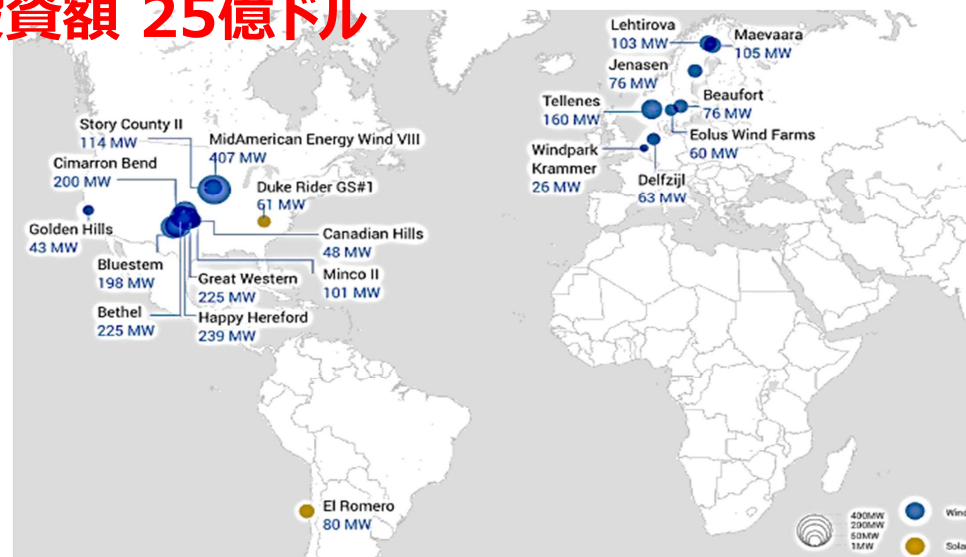 資額 25億ドル
Lehtirova
103 MW
Maevaara
105 MW
Jenasen
76 MW
Tellenes
160 MW
Beaufort
76 MW
Eolus Wind Farms
60 MW
Windpark
Krammer
26 MW
Delfzijl
63 MW
Story County II
114 MW
MidAmerican Energy Wind VIII
407 MW
Cimarron Bend
200 MW
Duke Rider GS#1
61 MW
Golden Hills
43 MW
Canadian Hills
48 MW
Bluestem
198 MW
Great Western
225 MW
Minco II
101 MW
Bethel
225 MW
Happy Hereford
239 MW
El Romero
80 MW
400MW
200MW
50MW
1MW
Wind
Solar